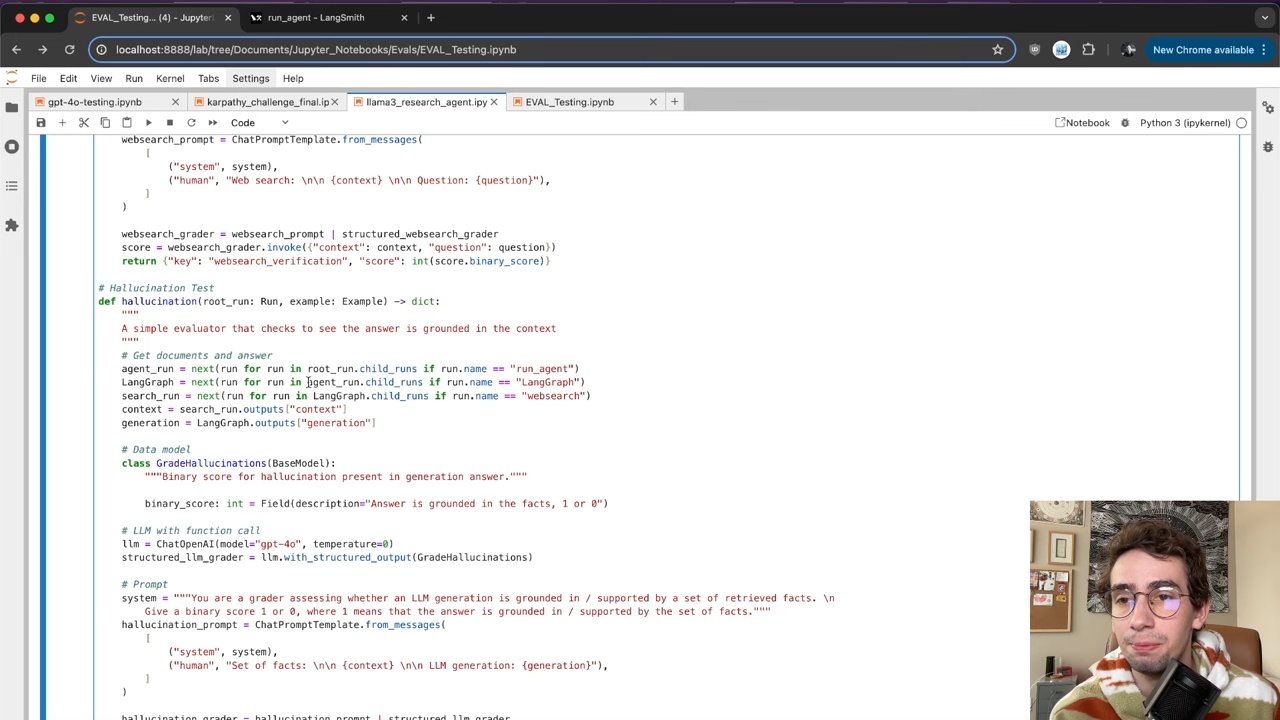 EVAL_Testing... (4) - Jupyter
run_agent - LangSmith
localhost:8888/lab/tree/Documents/Jupyter_Notebooks/Evals/EVAL_Testing.ipynb
New Chrome available
File Edit View Run Kernel Tabs Settings Help
gpt-4o-testing.ipynb
karpathy_challenge_final.ip
llama3_research_agent.ipy
EVAL_Testing.ipynb
Code
Notebook
Python 3 (ipykernel)
websearch_prompt = ChatPromptTemplate.from_messages(
[
("system", system),
("human", "Web search: \n\n {context} \n\n Question: {question}"),
]
)
websearch_grader = websearch_prompt | structured_websearch_grader
score = websearch_grader.invoke({"context": context, "question": question})
return {"key": "websearch_verification", "score": int(score.binary_score)}
# Hallucination Test
def hallucination(root_run: Run, example: Example) -> dict:
"""
A simple evaluator that checks to see the answer is grounded in the context
"""
# Get documents and answer
agent_run = next(run for run in root_run.child_runs if run.name == "run_agent")
LangGraph = next(run for run in agent_run.child_runs if run.name == "LangGraph")
search_run = next(run for run in LangGraph.child_runs if run.name == "websearch")
context = search_run.outputs["context"]
generation = LangGraph.outputs["generation"]
# Data model
class GradeHallucinations(BaseModel):
"""Binary score for hallucination present in generation answer."""
binary_score: int = Field(description="Answer is grounded in the facts, 1 or 0")
# LLM with function call
llm = ChatOpenAI(model="gpt-4o", temperature=0)
structured_llm_grader = llm.with_structured_output(GradeHallucinations)
# Prompt
system = """You are a grader assessing whether an LLM generation is grounded in / supported by a set of retrieved facts. \n
Give a binary score 1 or 0, where 1 means that the answer is grounded in / supported by the set of facts."""
hallucination_prompt = ChatPromptTemplate.from_messages(
[
("system", system),
("human", "Set of facts: \n\n {context} \n\n LLM generation: {generation}"),
]
)
hallucination_grader = hallucination_prompt | structured_llm_grader